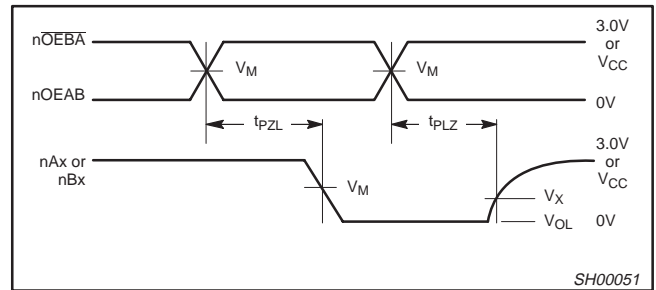 nOEBA
3.0V
or
VCC
VM
VM
nOEAB
0V
tPZL
tPLZ
3.0V
or
VCC
nAx or
nBx
VM
VX
VOL
0V
SH00051